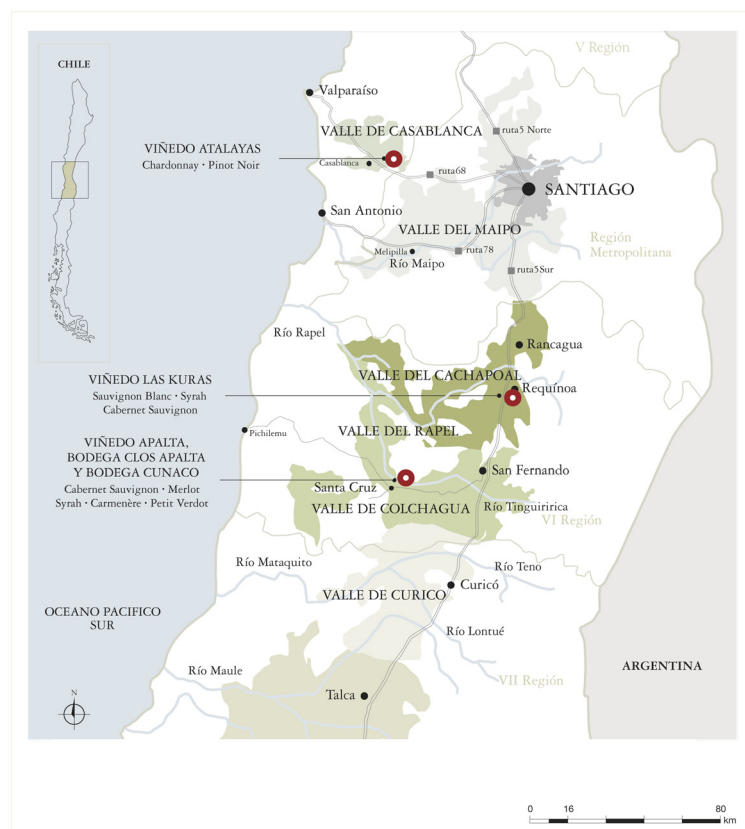 CHILE
V Región
Valparaíso
VALLE DE CASABLANCA
ruta5 Norte
VIÑEDO ATALAYAS
Chardonnay · Pinot Noir
Casablanca
ruta68
SANTIAGO
San Antonio
VALLE DEL MAIPO
Región
Metropolitana
Melipilla
ruta78
Río Maipo
ruta5Sur
Río Rapel
Rancagua
VALLE DEL CACHAPOAL
VIÑEDO LAS KURAS
Sauvignon Blanc · Syrah
Cabernet Sauvignon
Requínoa
Pichilemu
VALLE DEL RAPEL
VIÑEDO APALTA,
BODEGA CLOS APALTA
Y BODEGA CUNACO
Cabernet Sauvignon · Merlot
Syrah · Carmenère · Petit Verdot
San Fernando
Santa Cruz
VALLE DE COLCHAGUA
Río Tinguiririca
VI Región
Río Mataquito
Río Teno
Curicó
VALLE DE CURICO
OCEANO PACIFICO
SUR
Río Lontué
ARGENTINA
Río Maule
VII Región
Talca
N
0 16 80
km